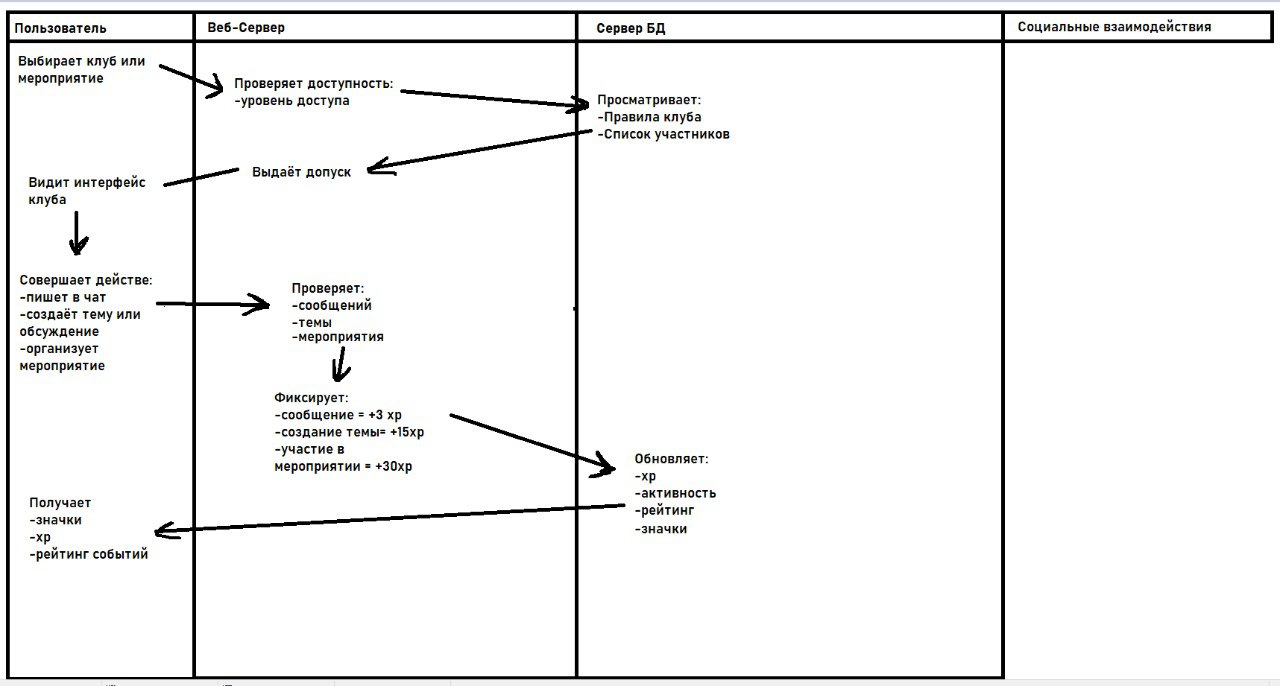 Пользователь
Веб-Сервер
Сервер БД
Социальные взаимодействия
Выбирает клуб или
мероприятие
Проверяет доступность:
-уровень доступа
Просматривает:
-Правила клуба
-Список участников
Выдаёт допуск
Видит интерфейс
клуба
Совершает действе:
-пишет в чат
-создаёт тему или
обсуждение
-организует
мероприятие
Проверяет:
-сообщений
-темы
-мероприятия
Фиксирует:
-сообщение = +3 xp
-создание темы= +15xp
-участие в
мероприятии = +30xp
Обновляет:
-xp
-активность
-рейтинг
-значки
Получает
-значки
-xp
-рейтинг событий